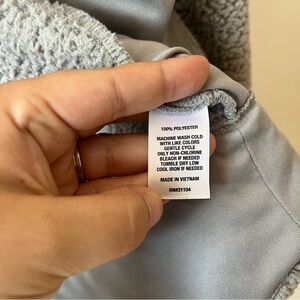 100% POLYESTER
MACHINE WASH COLD
WITH LIKE COLORS
GENTLE CYCLE
ONLY NON-CHLORINE
BLEACH IF NEEDED
TUMBLE DRY LOW
COOL IRON IF NEEDED
MADE IN VIETNAM
RN#31104